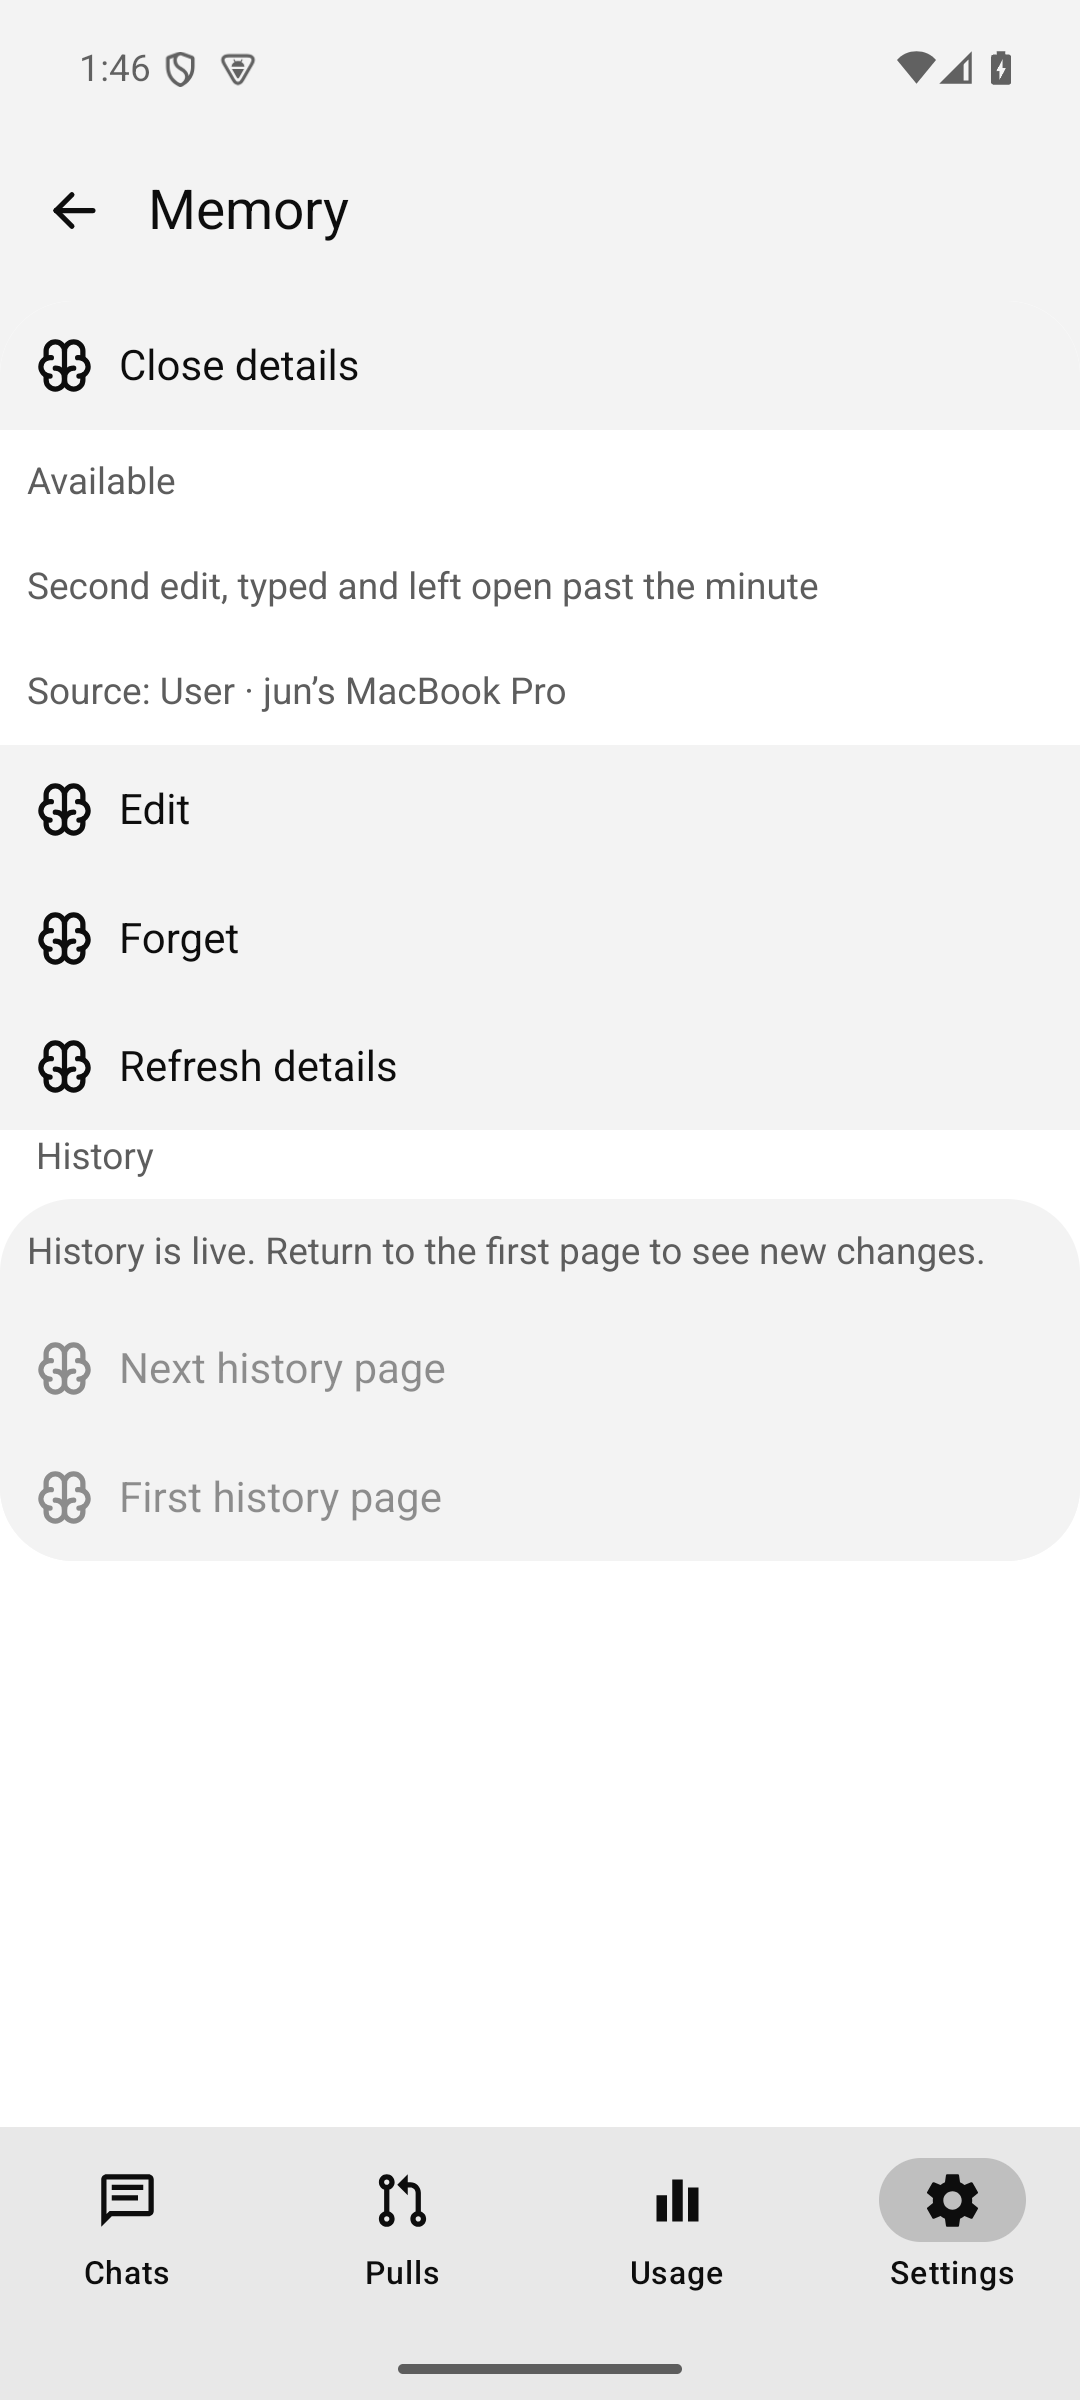 1:46
Memory
Close details
Available
Second edit, typed and left open past the minute
Source: User · jun’s MacBook Pro
Edit
Forget
Refresh details
History
History is live. Return to the first page to see new changes.
Next history page
First history page
Chats
Pulls
Usage
Settings